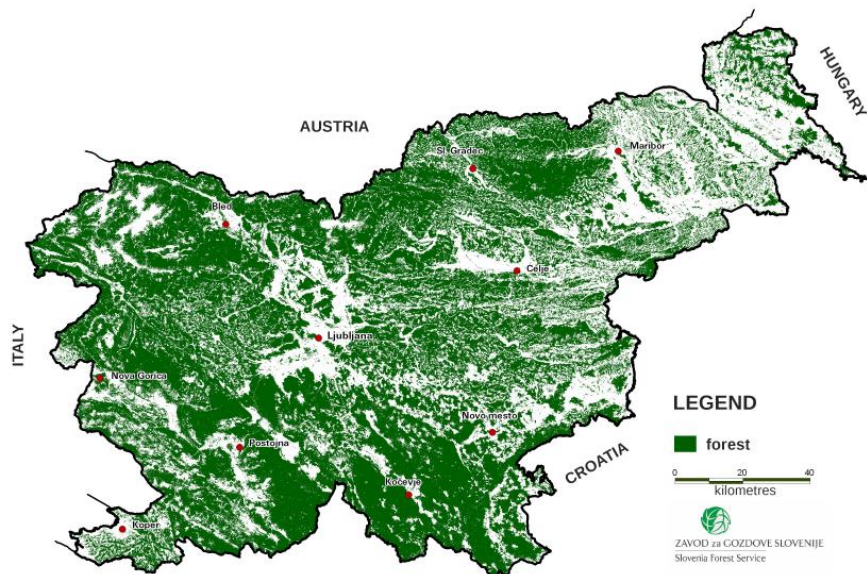 HUNGARY
AUSTRIA
Sl. Gradec
Maribor
Bled
Celje
ITALY
Ljubljana
Nova Gorica
LEGEND
Novo mesto
forest
Postojna
CROATIA
0 20 40
kilometres
Kočevje
Koper
ZAVOD za GOZDOVE SLOVENIJE
Slovenia Forest Service